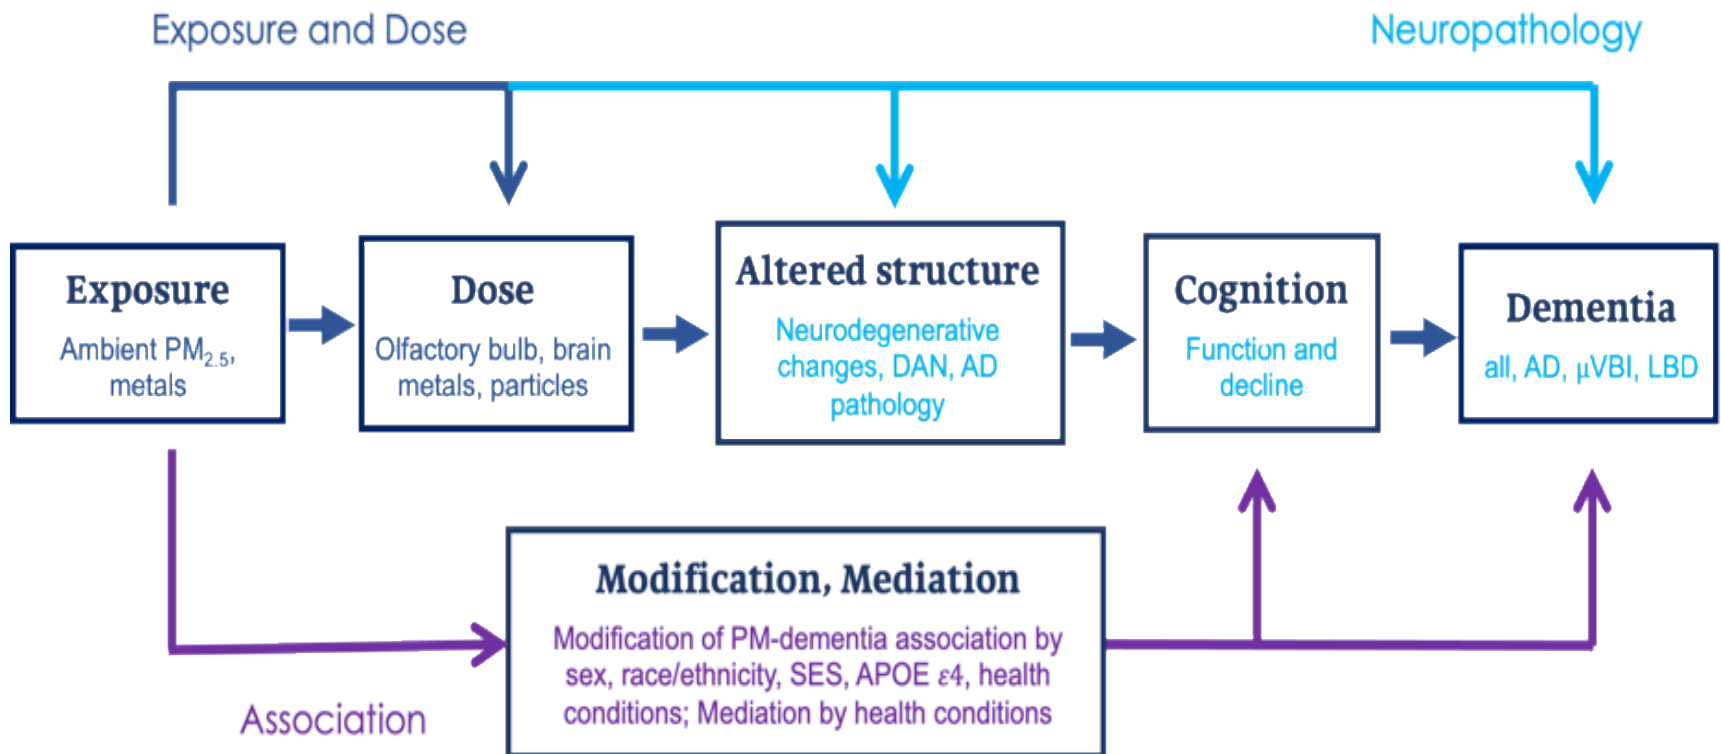 Exposure and Dose
Neuropathology
Exposure
Ambient PM2.5,
metals
Dose
Olfactory bulb, brain
metals, particles
Altered structure
Neurodegenerative
changes, DAN, AD
pathology
Cognition
Function and
decline
Dementia
all, AD, μVBI, LBD
Modification, Mediation
Modification of PM-dementia association by
sex, race/ethnicity, SES, APOE ε4, health
conditions; Mediation by health conditions
Association